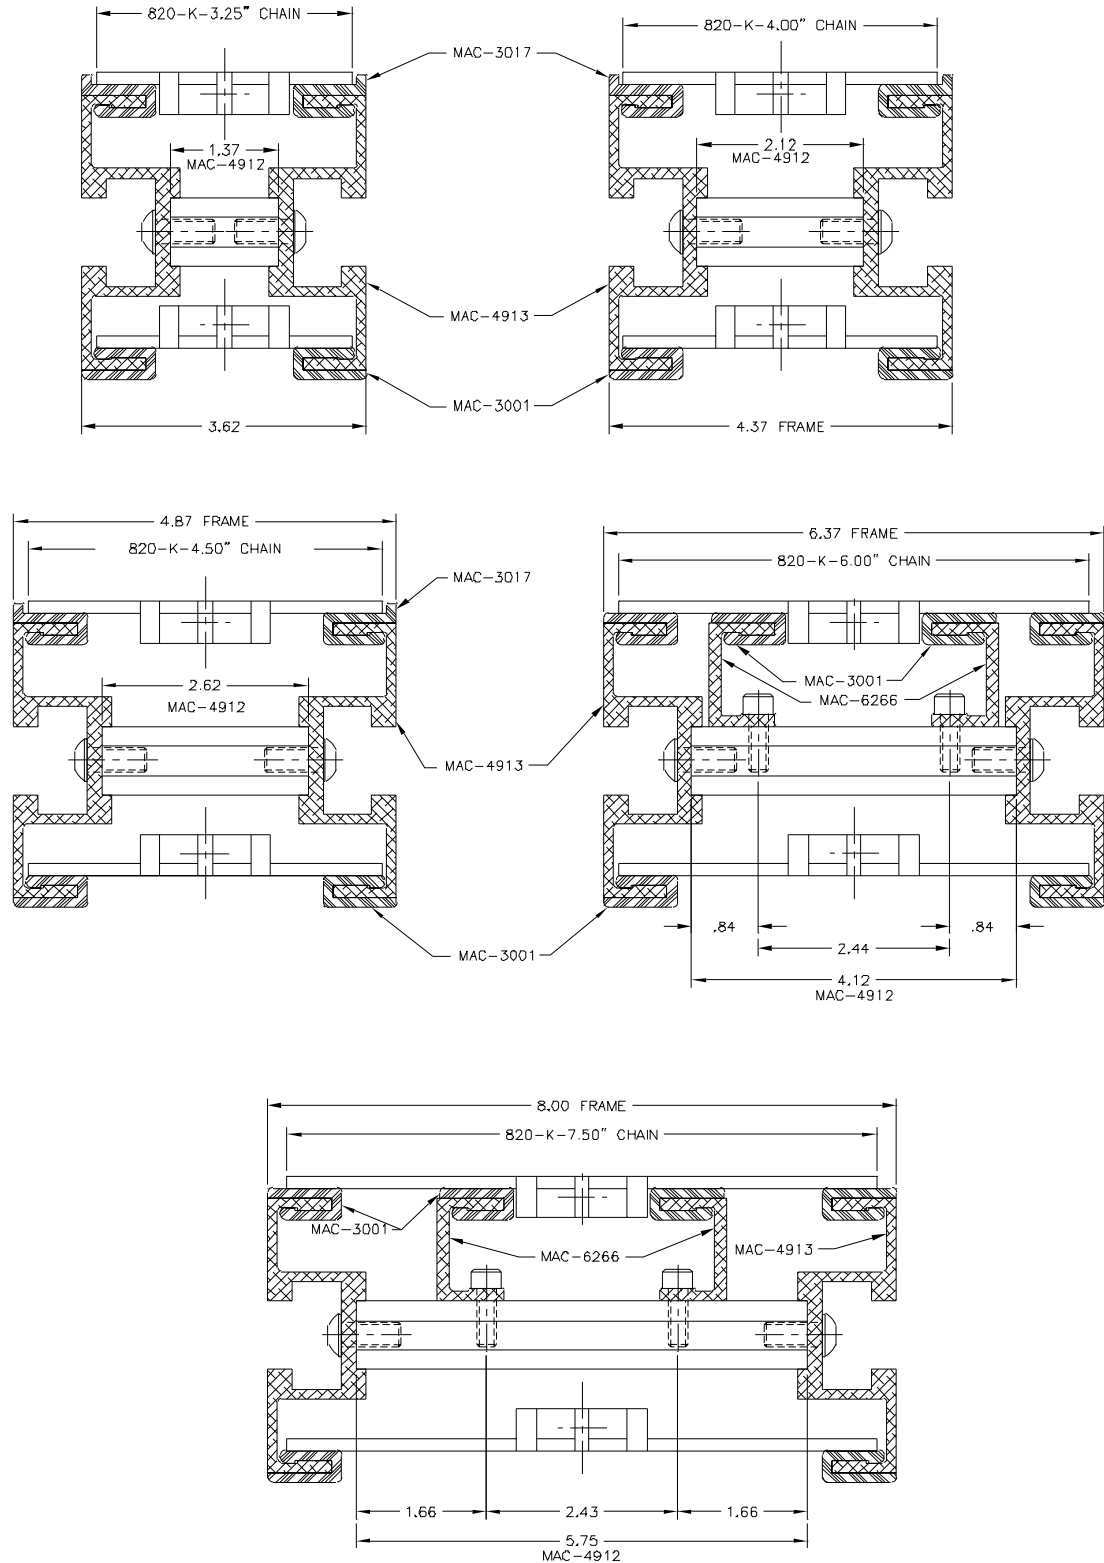 820-K-3.25" CHAIN
820-K-4.00" CHAIN
MAC-3017
1.37
MAC-4912
2.12
MAC-4912
MAC-4913
MAC-3001
3.62
4.37 FRAME
4.87 FRAME
6.37 FRAME
820-K-4.50" CHAIN
820-K-6.00" CHAIN
MAC-3017
2.62
MAC-4912
MAC-3001
MAC-6266
MAC-4913
.84
.84
2.44
MAC-3001
4.12
MAC-4912
8.00 FRAME
820-K-7.50" CHAIN
MAC-3001
MAC-6266
MAC-4913
1.66
2.43
1.66
5.75
MAC-4912